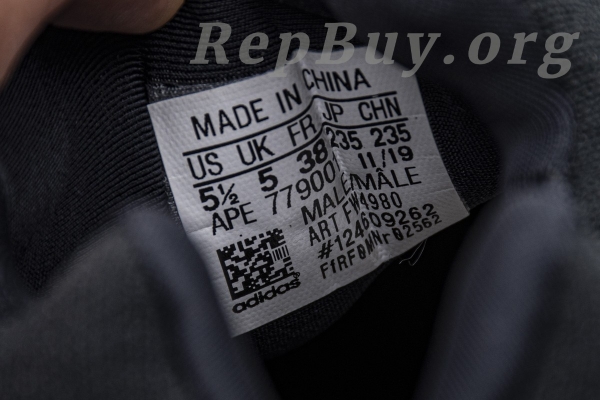 RepBuy.org
MADE IN CHINA
US UK FR JP CHN
5½ 5 38 235 235
APE 779001 11/19
MALE/MÂLE
ART FW4980
#124609262
adidas